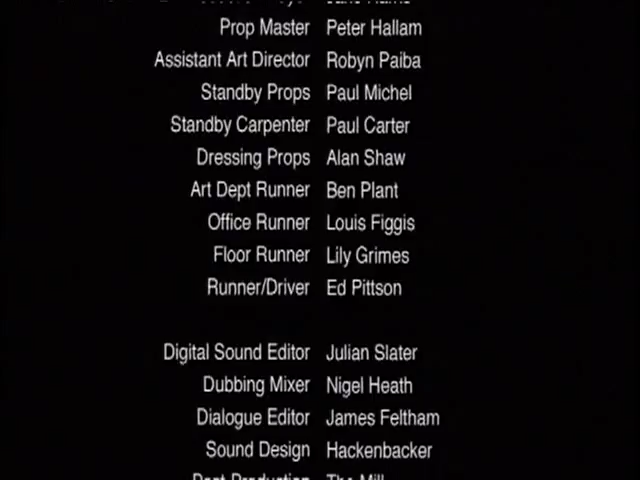 Prop Master Peter Hallam
Assistant Art Director Robyn Paiba
Standby Props Paul Michel
Standby Carpenter Paul Carter
Dressing Props Alan Shaw
Art Dept Runner Ben Plant
Office Runner Louis Figgis
Floor Runner Lily Grimes
Runner/Driver Ed Pittson
Digital Sound Editor Julian Slater
Dubbing Mixer Nigel Heath
Dialogue Editor James Feltham
Sound Design Hackenbacker
Post Production The Mill